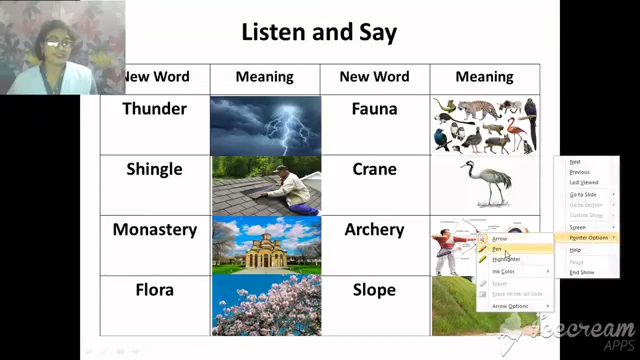 Listen and Say
New Word Meaning New Word Meaning
Thunder Fauna
Shingle Crane
Monastery Archery
Flora Slope
Next
Previous
Last Viewed
Go to Slide
Go to Section
Custom Show
Screen
Pointer Options
Help
Pause
End Show
Arrow
Pen
Highlighter
Ink Color
Eraser
Erase All Ink on Slide
Arrow Options
Icecream
APPS